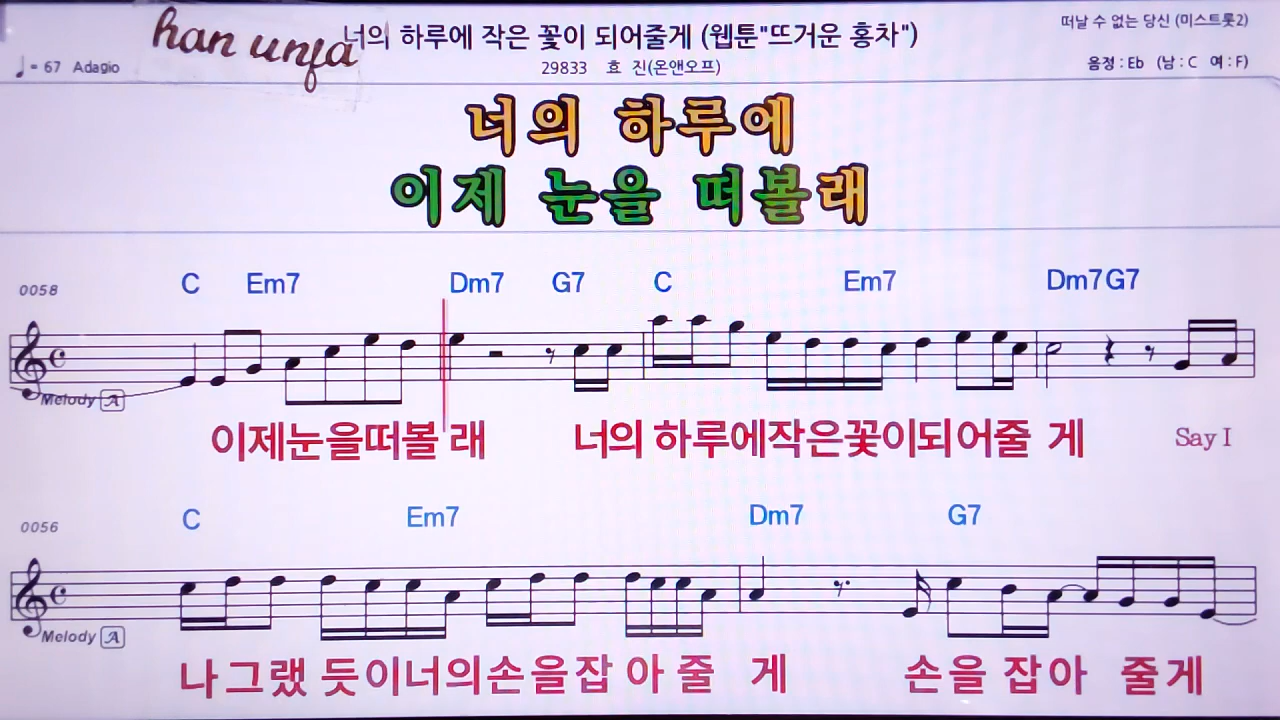 han unfa
너의 하루에 작은 꽃이 되어줄게 (웹툰"뜨거운 홍차")
떠날 수 없는 당신 (미스트롯2)
♩= 67 Adagio
29833 효 진(온앤오프)
음정 : Eb (남 : C 여 : F)
너의 하루에
이제 눈을 떠볼래
0058 C Em7 Dm7 G7 C Em7 Dm7 G7
Melody A
이제눈을떠볼 래 너의 하루에작은꽃이되어줄 게 Say I
0056 C Em7 Dm7 G7
Melody A
나그랬 듯이너의손을잡 아 줄 게 손을 잡아 줄게